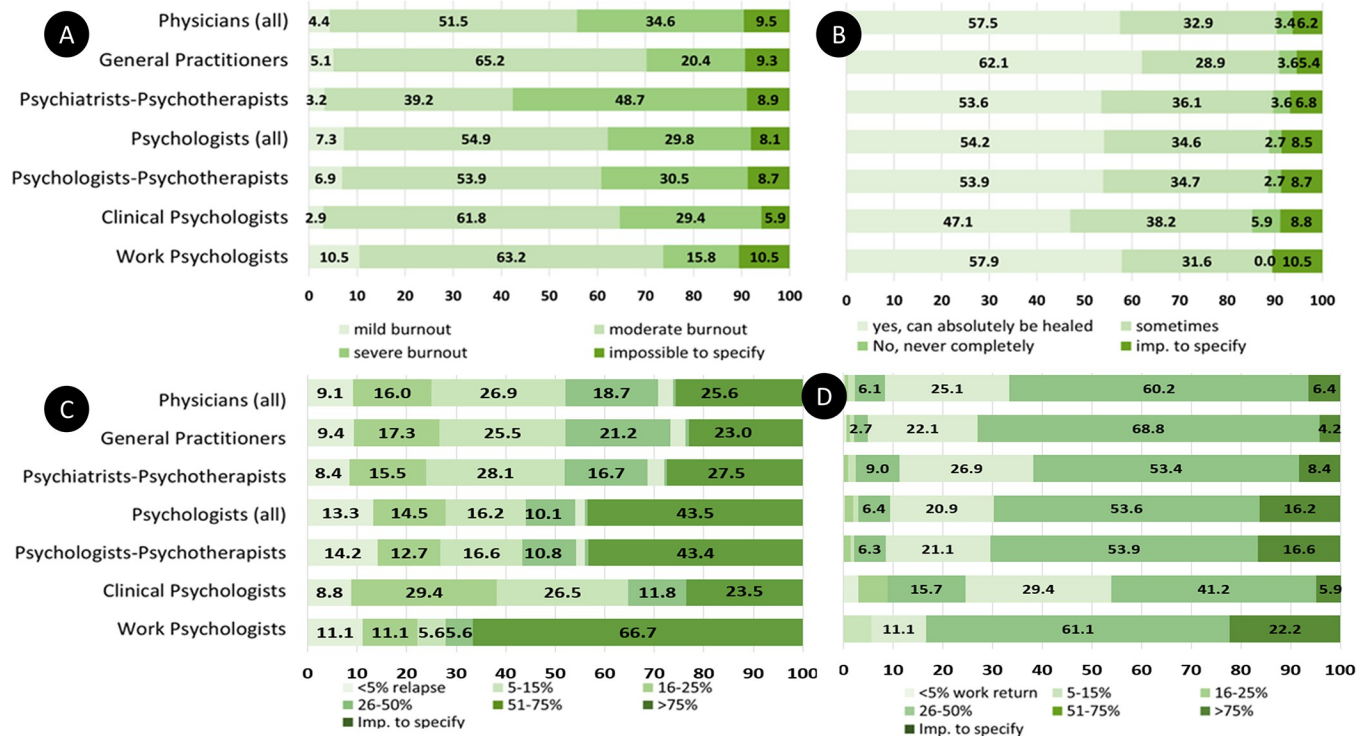 A
Physicians (all) 4.4 51.5 34.6 9.5
General Practitioners 5.1 65.2 20.4 9.3
Psychiatrists-Psychotherapists 3.2 39.2 48.7 8.9
Psychologists (all) 7.3 54.9 29.8 8.1
Psychologists-Psychotherapists 6.9 53.9 30.5 8.7
Clinical Psychologists 2.9 61.8 29.4 5.9
Work Psychologists 10.5 63.2 15.8 10.5
0 10 20 30 40 50 60 70 80 90 100
mild burnout moderate burnout
severe burnout impossible to specify
B
57.5 32.9 3.4 6.2
62.1 28.9 3.6 5.4
53.6 36.1 3.6 6.8
54.2 34.6 2.7 8.5
53.9 34.7 2.7 8.7
47.1 38.2 5.9 8.8
57.9 31.6 0.0 10.5
0 10 20 30 40 50 60 70 80 90 100
yes, can absolutely be healed sometimes
No, never completely imp. to specify
C
Physicians (all) 9.1 16.0 26.9 18.7 25.6
General Practitioners 9.4 17.3 25.5 21.2 23.0
Psychiatrists-Psychotherapists 8.4 15.5 28.1 16.7 27.5
Psychologists (all) 13.3 14.5 16.2 10.1 43.5
Psychologists-Psychotherapists 14.2 12.7 16.6 10.8 43.4
Clinical Psychologists 8.8 29.4 26.5 11.8 23.5
Work Psychologists 11.1 11.1 5.6 5.6 66.7
0 10 20 30 40 50 60 70 80 90 100
<5% relapse 5-15% 16-25%
26-50% 51-75% >75%
Imp. to specify
D
6.1 25.1 60.2 6.4
2.7 22.1 68.8 4.2
9.0 26.9 53.4 8.4
6.4 20.9 53.6 16.2
6.3 21.1 53.9 16.6
15.7 29.4 41.2 5.9
11.1 61.1 22.2
0 10 20 30 40 50 60 70 80 90 100
<5% work return 5-15% 16-25%
26-50% 51-75% >75%
Imp. to specify